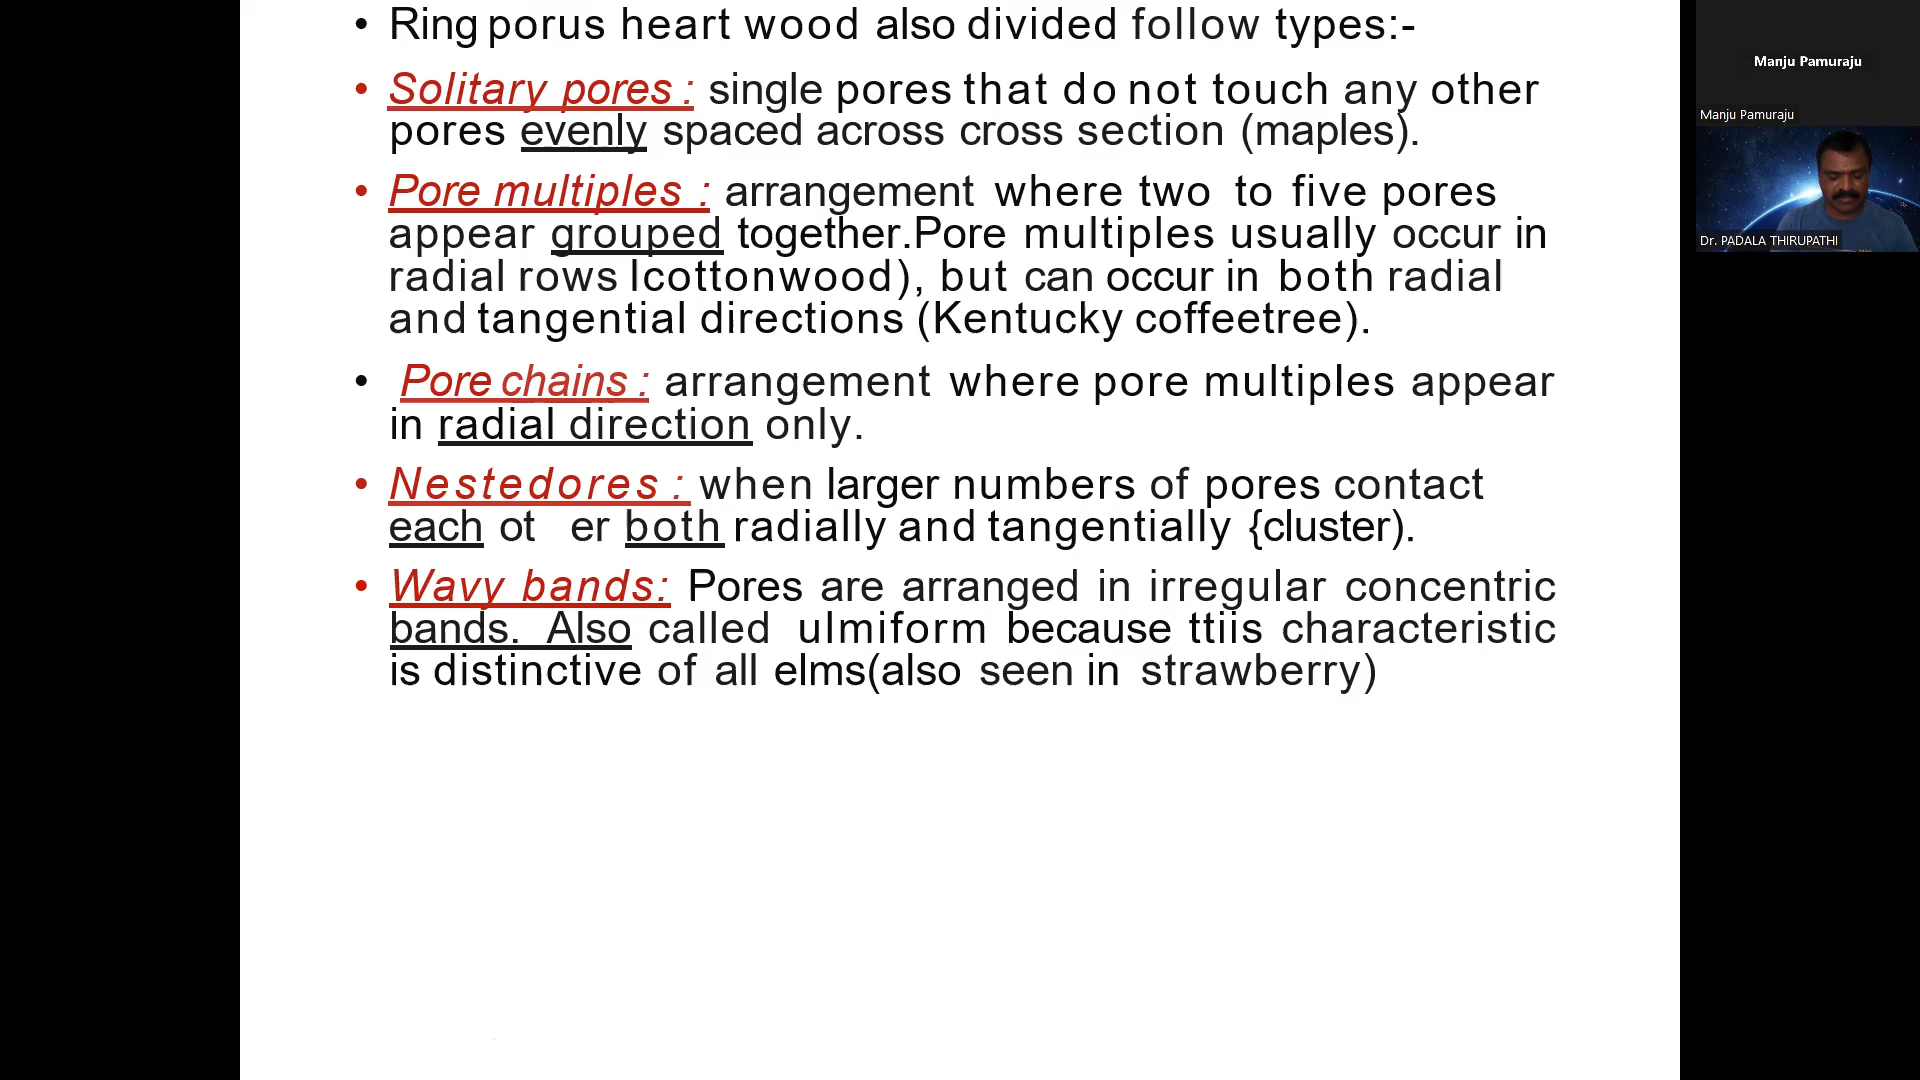 • Ring porus heart wood also divided follow types:-
• Solitary pores : single pores that do not touch any other
pores evenly spaced across cross section (maples).
• Pore multiples : arrangement where two to five pores
appear grouped together.Pore multiples usually occur in
radial rows lcottonwood), but can occur in both radial
and tangential directions (Kentucky coffeetree).
• Pore chains : arrangement where pore multiples appear
in radial direction only.
• Nestedores : when larger numbers of pores contact
each ot er both radially and tangentially {cluster).
• Wavy bands: Pores are arranged in irregular concentric
bands. Also called ulmiform because ttiis characteristic
is distinctive of all elms(also seen in strawberry)
Manju Pamuraju
Manju Pamuraju
Dr. PADALA THIRUPATHI